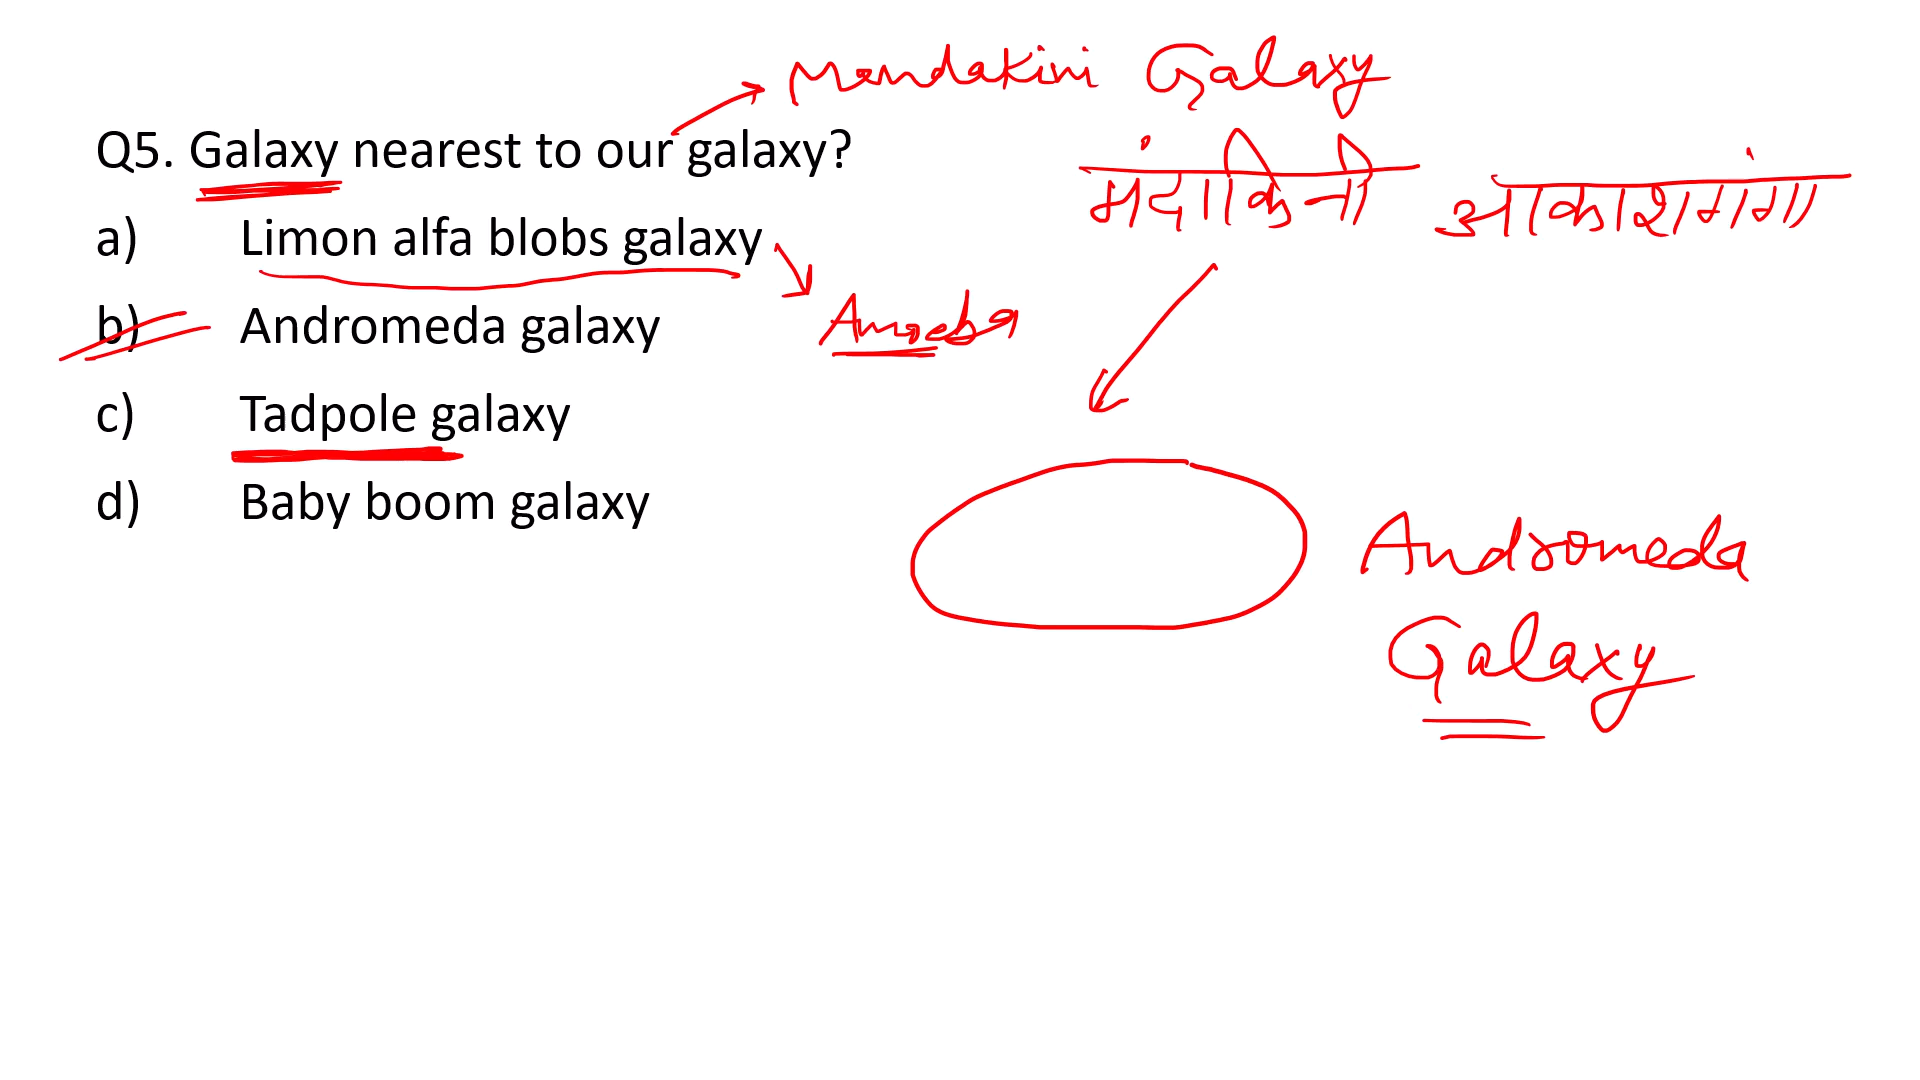 Mandakini Galaxy
Q5. Galaxy nearest to our galaxy?
मंदाकिनी आकाशगंगा
a) Limon alfa blobs galaxy
Amoeba
b) Andromeda galaxy
c) Tadpole galaxy
d) Baby boom galaxy
Andromeda
Galaxy